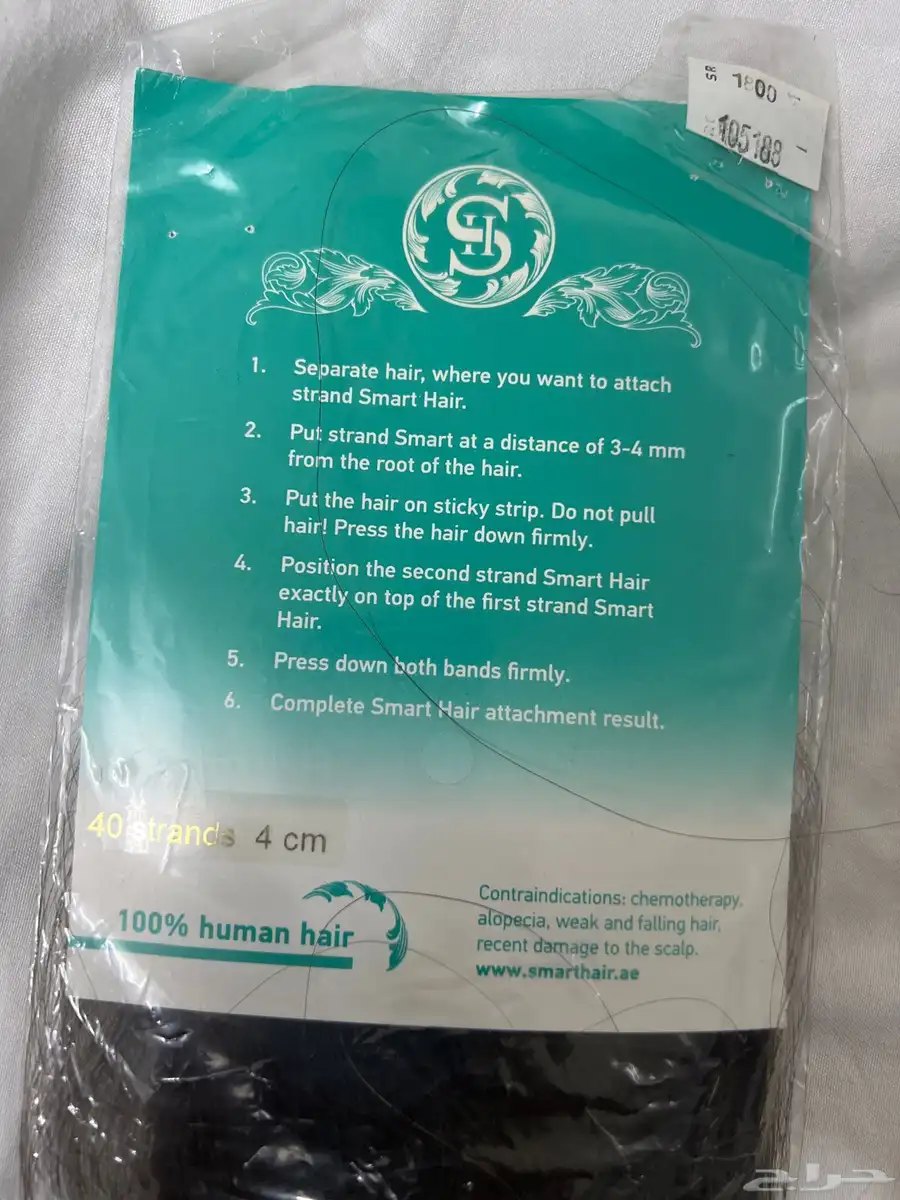 SR 1800
105188
SH
1. Separate hair, where you want to attach
strand Smart Hair.
2. Put strand Smart at a distance of 3-4 mm
from the root of the hair.
3. Put the hair on sticky strip. Do not pull
hair! Press the hair down firmly.
4. Position the second strand Smart Hair
exactly on top of the first strand Smart
Hair.
5. Press down both bands firmly.
6. Complete Smart Hair attachment result.
40 strands 4 cm
100% human hair
Contraindications: chemotherapy,
alopecia, weak and falling hair,
recent damage to the scalp.
www.smarthair.ae
حراج